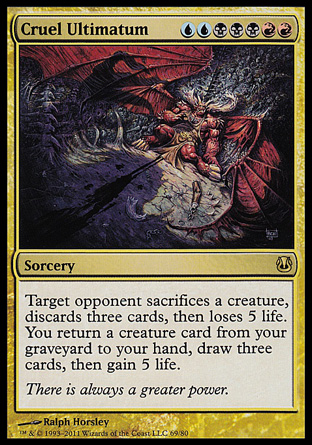 Cruel Ultimatum
Sorcery
Target opponent sacrifices a creature,
discards three cards, then loses 5 life.
You return a creature card from your
graveyard to your hand, draw three
cards, then gain 5 life.
There is always a greater power.
Ralph Horsley
™ & © 1993–2011 Wizards of the Coast LLC 69/80